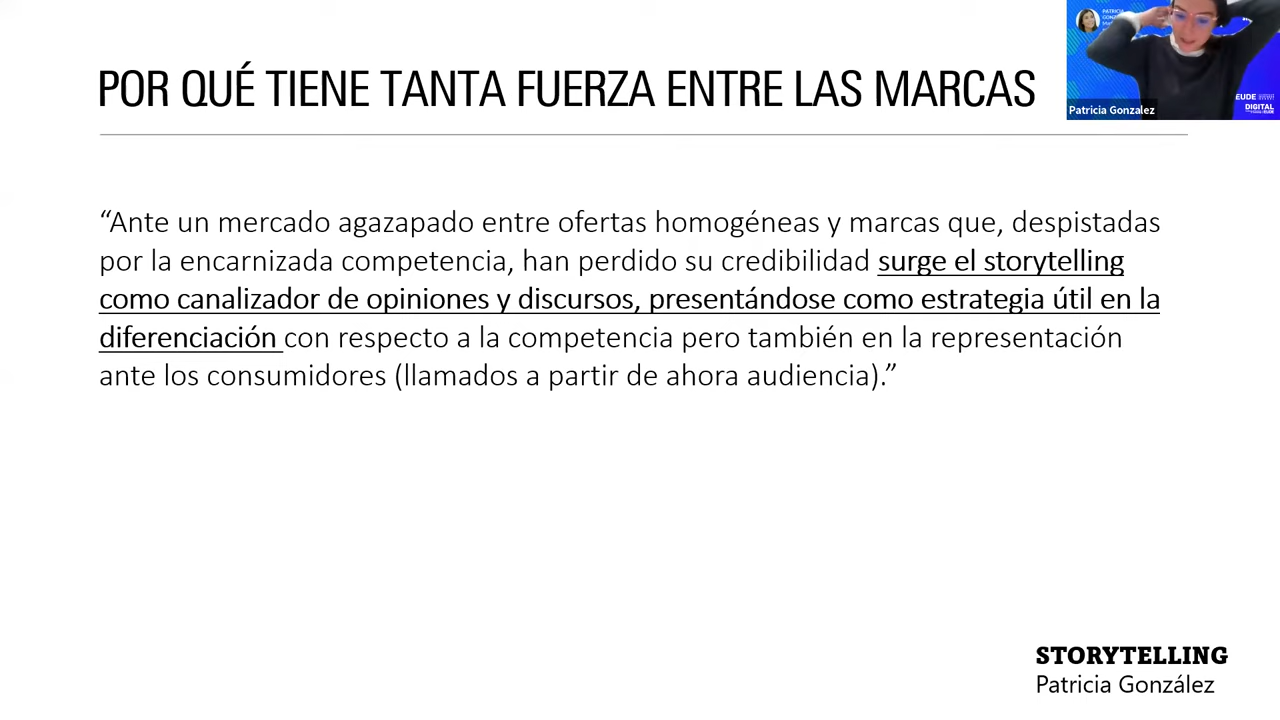 POR QUÉ TIENE TANTA FUERZA ENTRE LAS MARCAS
PATRICIA
Patricia Gonzalez
EUDE
DIGITAL
“Ante un mercado agazapado entre ofertas homogéneas y marcas que, despistadas
por la encarnizada competencia, han perdido su credibilidad surge el storytelling
como canalizador de opiniones y discursos, presentándose como estrategia útil en la
diferenciación con respecto a la competencia pero también en la representación
ante los consumidores (llamados a partir de ahora audiencia).”
STORYTELLING
Patricia González